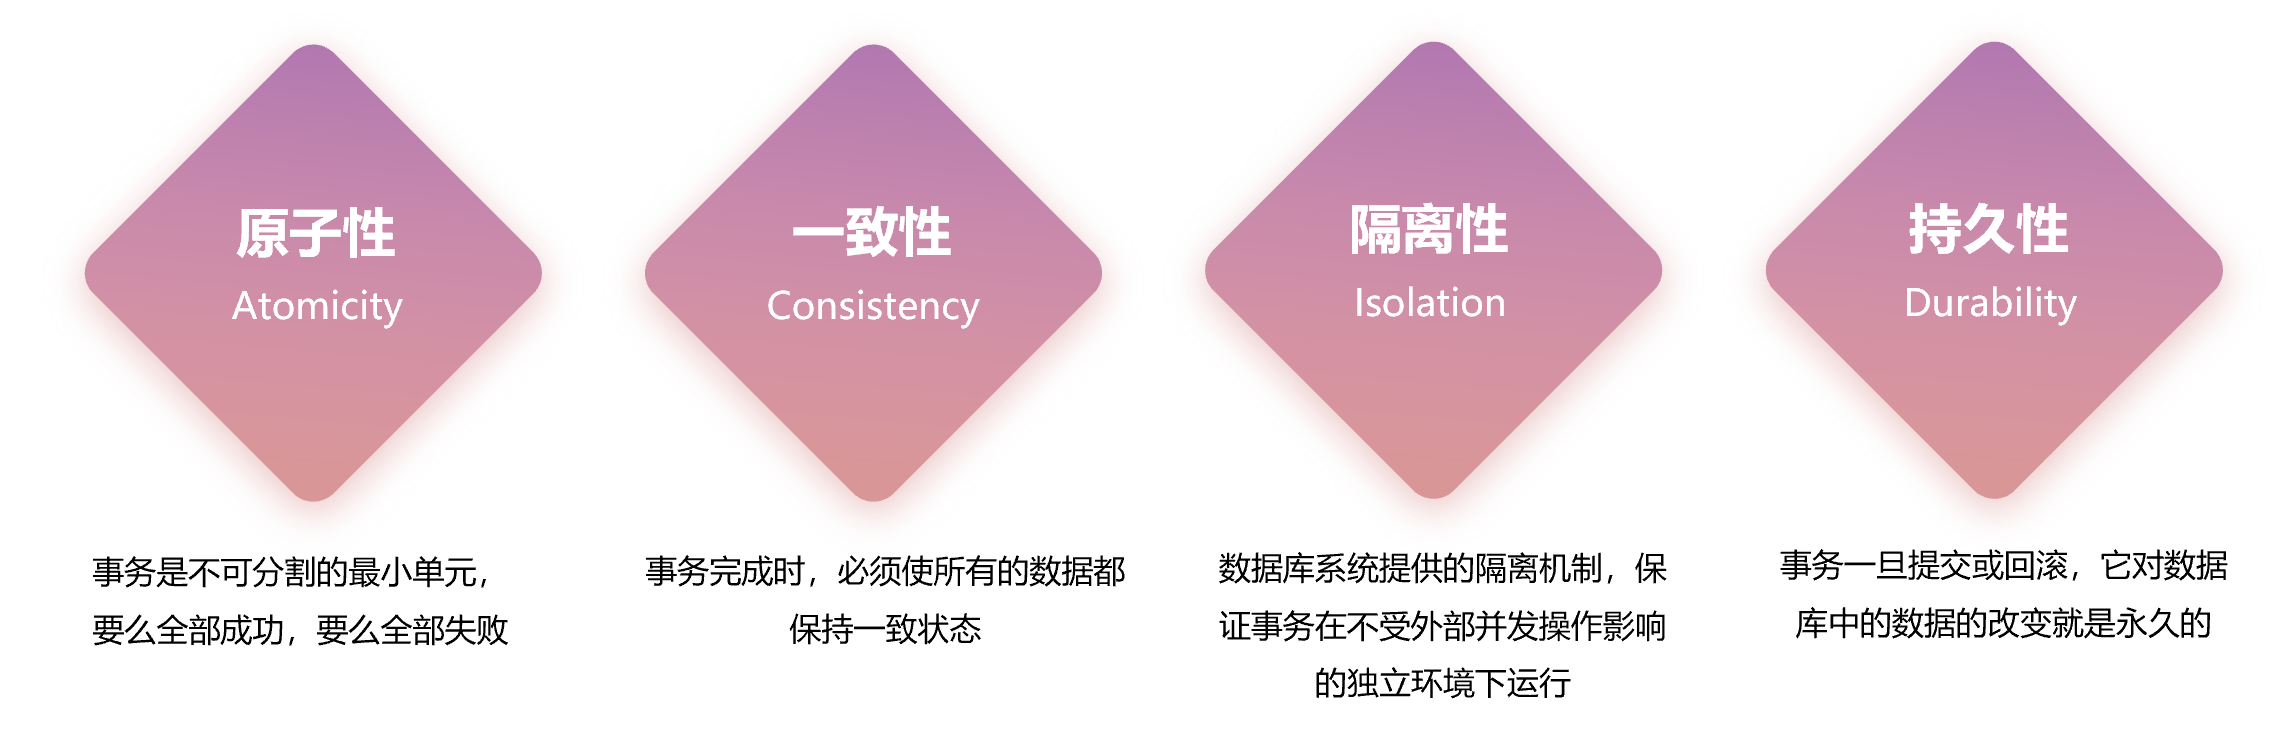 原子性
Atomicity
事务是不可分割的最小单元，
要么全部成功，要么全部失败
一致性
Consistency
事务完成时，必须使所有的数据都
保持一致状态
隔离性
Isolation
数据库系统提供的隔离机制，保
证事务在不受外部并发操作影响
的独立环境下运行
持久性
Durability
事务一旦提交或回滚，它对数据
库中的数据的改变就是永久的